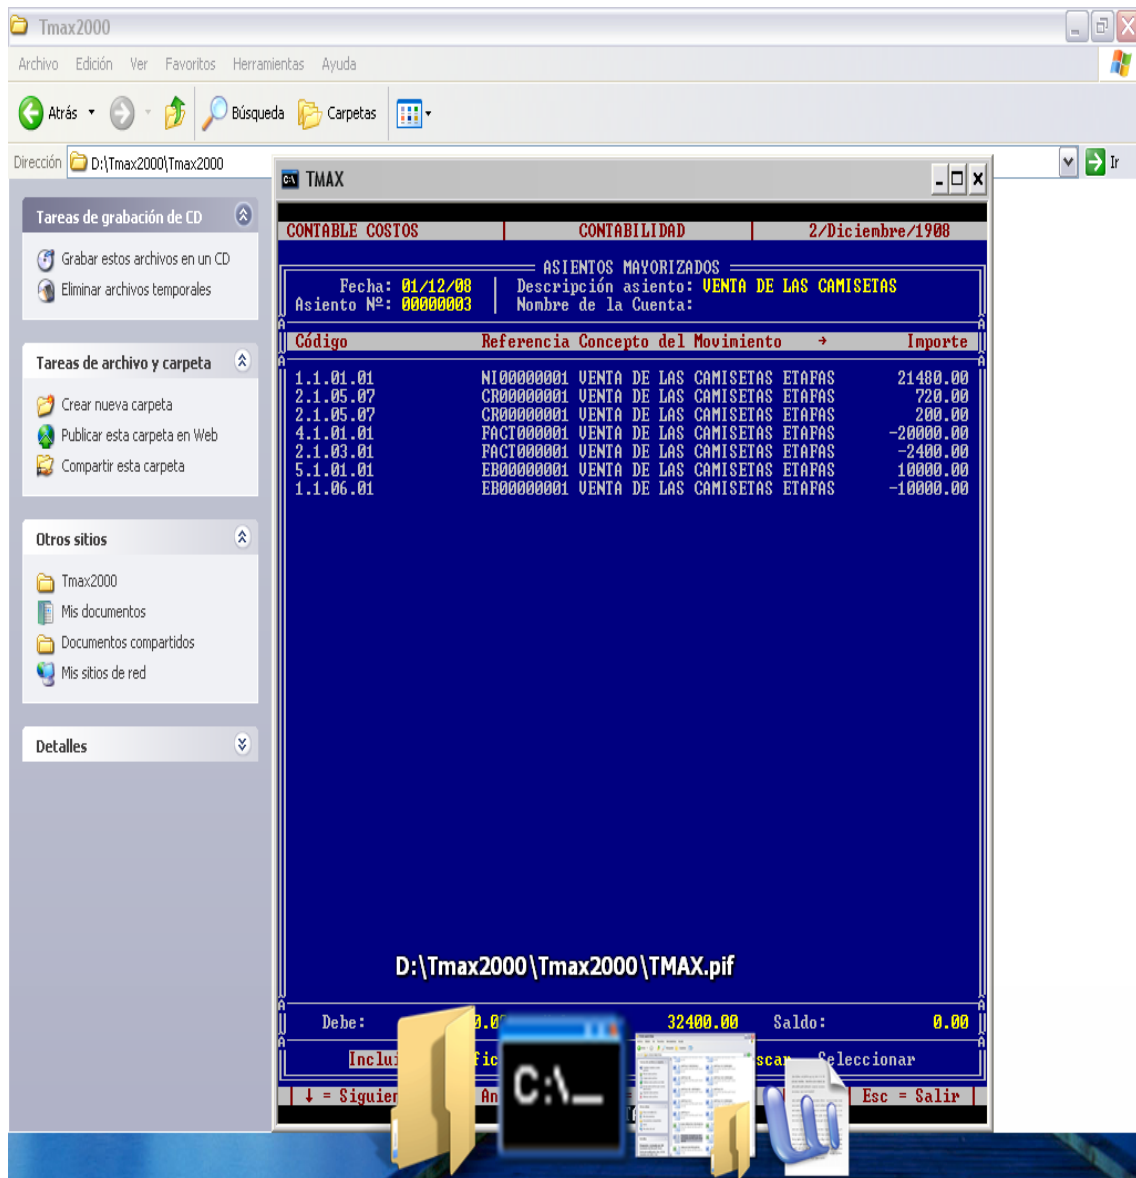 Tmax2000
Archivo Edición Ver Favoritos Herramientas Ayuda
Atrás Búsqueda Carpetas
Dirección D:\Tmax2000\Tmax2000 Ir
Tareas de grabación de CD
Grabar estos archivos en un CD
Eliminar archivos temporales
Tareas de archivo y carpeta
Crear nueva carpeta
Publicar esta carpeta en Web
Compartir esta carpeta
Otros sitios
Tmax2000
Mis documentos
Documentos compartidos
Mis sitios de red
Detalles
TMAX
CONTABLE COSTOS CONTABILIDAD 2/Diciembre/1908
ASIENTOS MAYORIZADOS
Fecha: 01/12/08 Descripción asiento: VENTA DE LAS CAMISETAS
Asiento Nº: 00000003 Nombre de la Cuenta:
Código Referencia Concepto del Movimiento → Importe
1.1.01.01 NI00000001 VENTA DE LAS CAMISETAS ETAFAS 21480.00
2.1.05.07 CR00000001 VENTA DE LAS CAMISETAS ETAFAS 720.00
2.1.05.07 CR00000001 VENTA DE LAS CAMISETAS ETAFAS 200.00
4.1.01.01 FACT000001 VENTA DE LAS CAMISETAS ETAFAS -20000.00
2.1.03.01 FACT000001 VENTA DE LAS CAMISETAS ETAFAS -2400.00
5.1.01.01 EB00000001 VENTA DE LAS CAMISETAS ETAFAS 10000.00
1.1.06.01 EB00000001 VENTA DE LAS CAMISETAS ETAFAS -10000.00
D:\Tmax2000\Tmax2000\TMAX.pif
Debe: 32400.00 Saldo: 0.00
Seleccionar
↓ = Siguien An Esc = Salir
C:\_